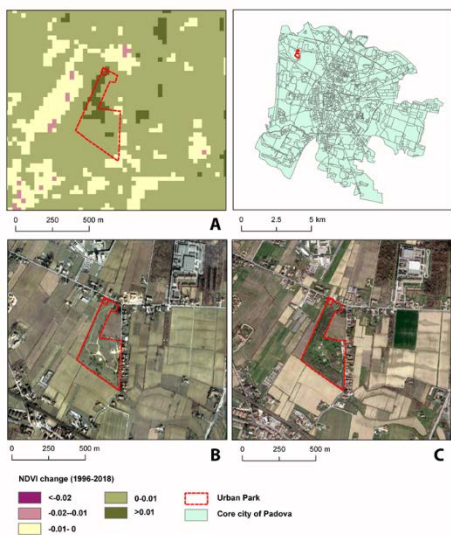 0 250 500 m
A
0 2.5 5 km
B
0 250 500 m
C
0 250 500 m
NDVI change (1996-2018)
<-0.02
-0.02--0.01
-0.01- 0
0-0.01
>0.01
Urban Park
Core city of Padova